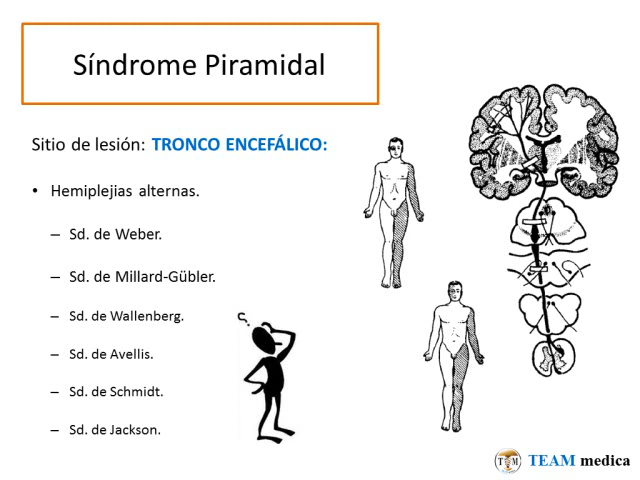 Síndrome Piramidal
Sitio de lesión: TRONCO ENCEFÁLICO:
• Hemiplejias alternas.
– Sd. de Weber.
– Sd. de Millard-Gübler.
– Sd. de Wallenberg.
– Sd. de Avellis.
– Sd. de Schmidt.
– Sd. de Jackson.
?
T M TEAM medica